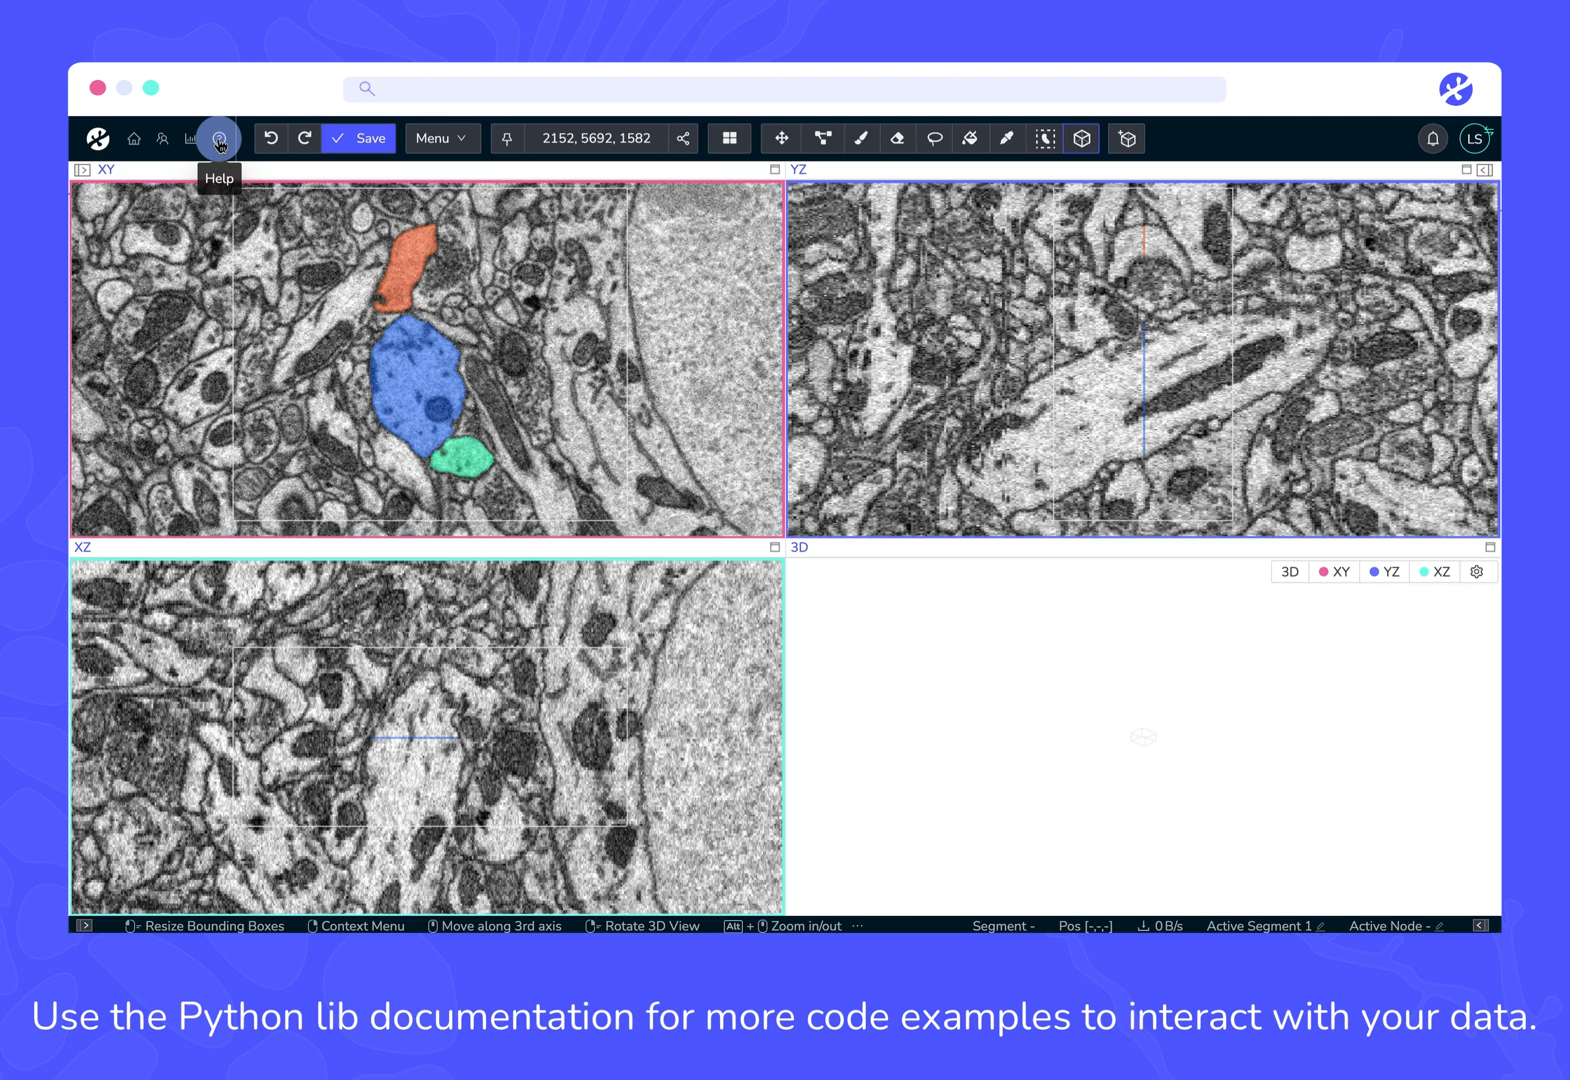 Save Menu 2152, 5692, 1582 LS
Help
XY
YZ
XZ
3D
3D XY YZ XZ
Resize Bounding Boxes Context Menu Move along 3rd axis Rotate 3D View Alt + Zoom in/out ··· Segment - Pos [-,-,-] 0 B/s Active Segment 1 Active Node -
Use the Python lib documentation for more code examples to interact with your data.